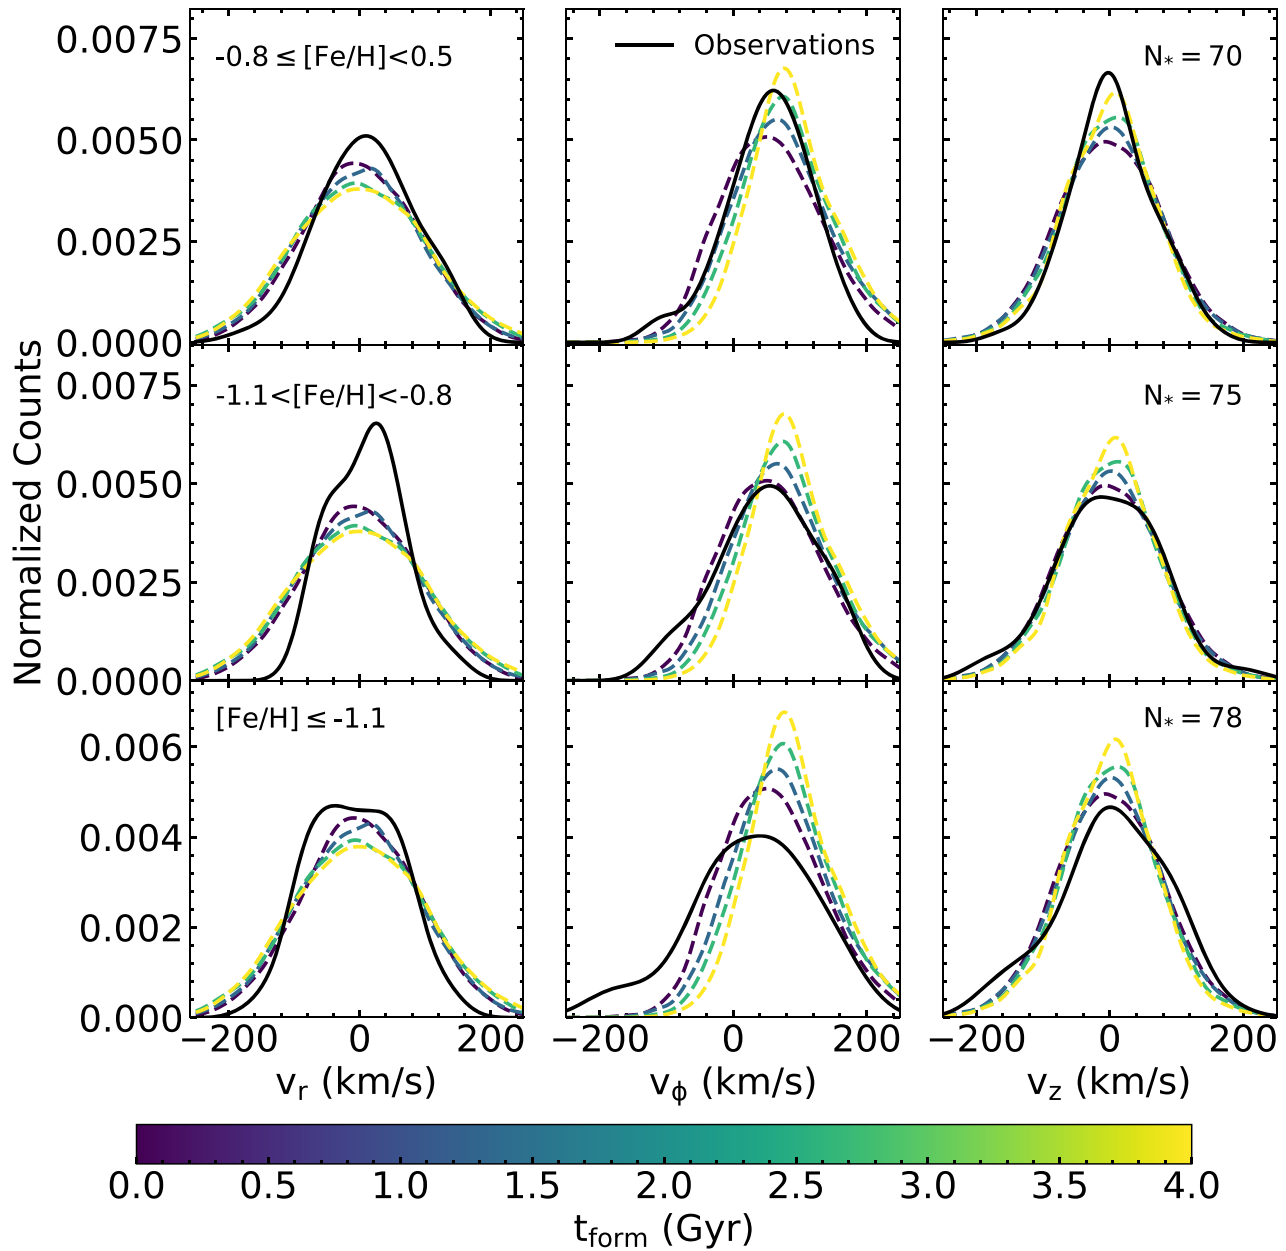 -0.8 ≤ [Fe/H]<0.5
Observations
N* = 70
0.0075
0.0050
0.0025
0.0000
-1.1<[Fe/H]<-0.8
N* = 75
0.0075
0.0050
0.0025
0.0000
Normalized Counts
[Fe/H] ≤ -1.1
N* = 78
0.006
0.004
0.002
0.000
−200 0 200
−200 0 200
−200 0 200
v_r (km/s)
v_ϕ (km/s)
v_z (km/s)
0.0 0.5 1.0 1.5 2.0 2.5 3.0 3.5 4.0
t_form (Gyr)